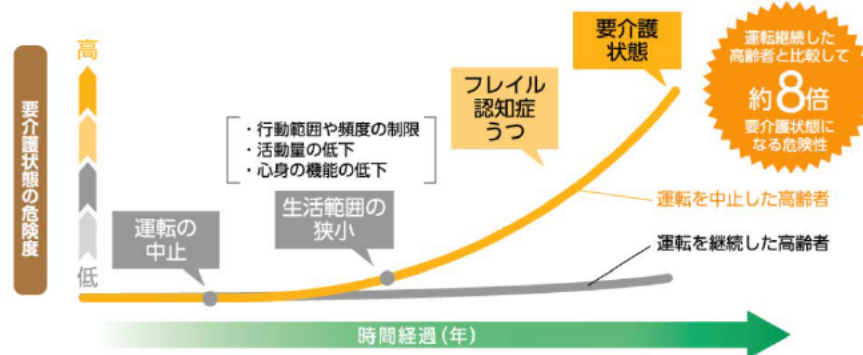 要介護状態の危険度
高
低
運転の
中止
・行動範囲や頻度の制限
・活動量の低下
・心身の機能の低下
生活範囲の
狭小
フレイル
認知症
うつ
要介護
状態
運転継続した
高齢者と比較して
約8倍
要介護状態に
なる危険性
運転を中止した高齢者
運転を継続した高齢者
時間経過(年)